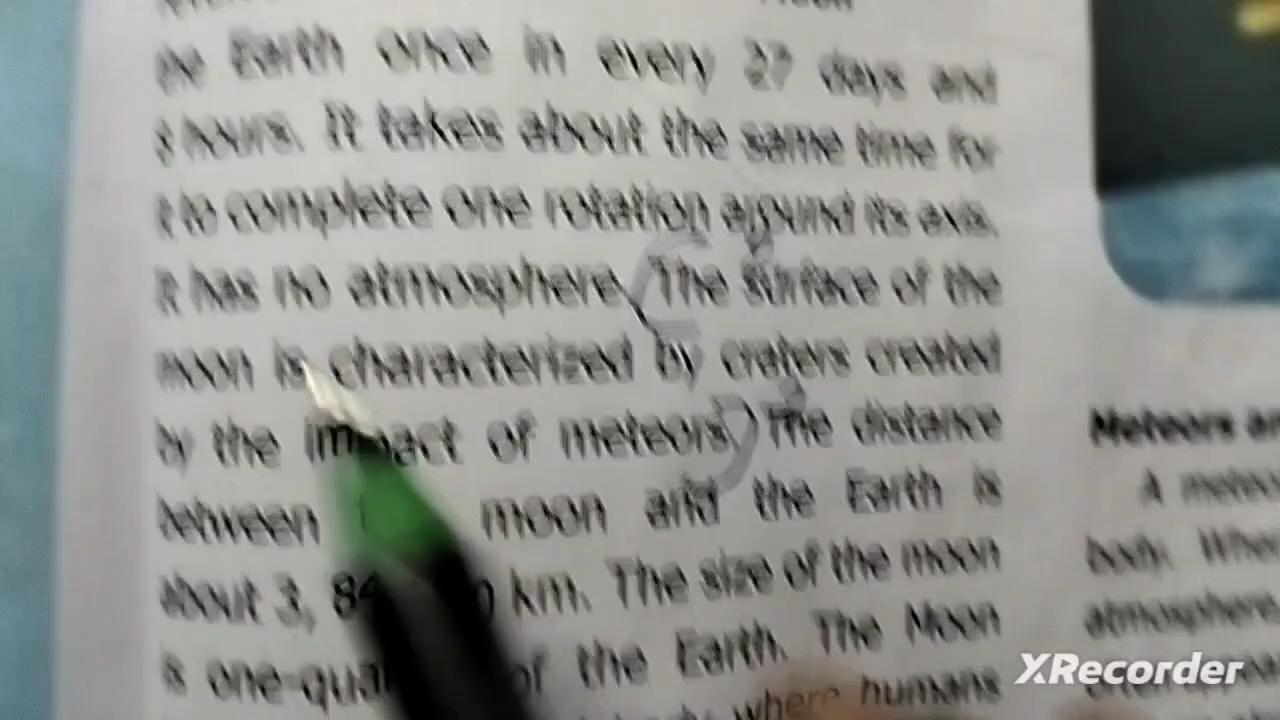 the Earth once in every 27 days and
8 hours. It takes about the same time for
it to complete one rotation around its axis.
It has no atmosphere. The surface of the
moon is characterized by craters created
by the impact of meteors. The distance
between moon and the Earth is
about 3, 84 km. The size of the moon
is of the Earth. The Moon
where humans
Meteors
A
body.
atmosphere.
XRecorder